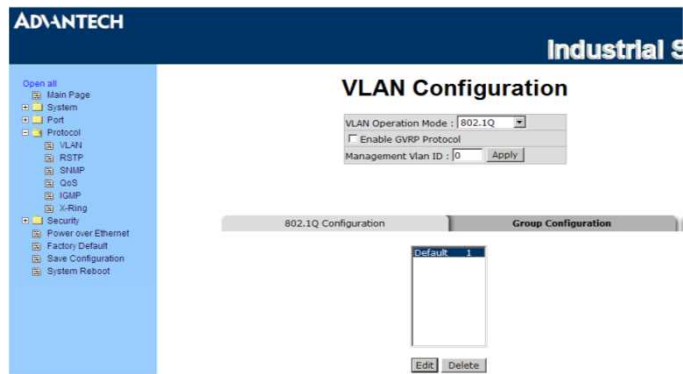 ADVANTECH
Industrial S
Open all
Main Page
System
Port
Protocol
VLAN
RSTP
SNMP
QoS
IGMP
X-Ring
Security
Power over Ethernet
Factory Default
Save Configuration
System Reboot
VLAN Configuration
VLAN Operation Mode : 802.1Q
Enable GVRP Protocol
Management Vlan ID : 0 Apply
802.1Q Configuration Group Configuration
Default 1
Edit Delete